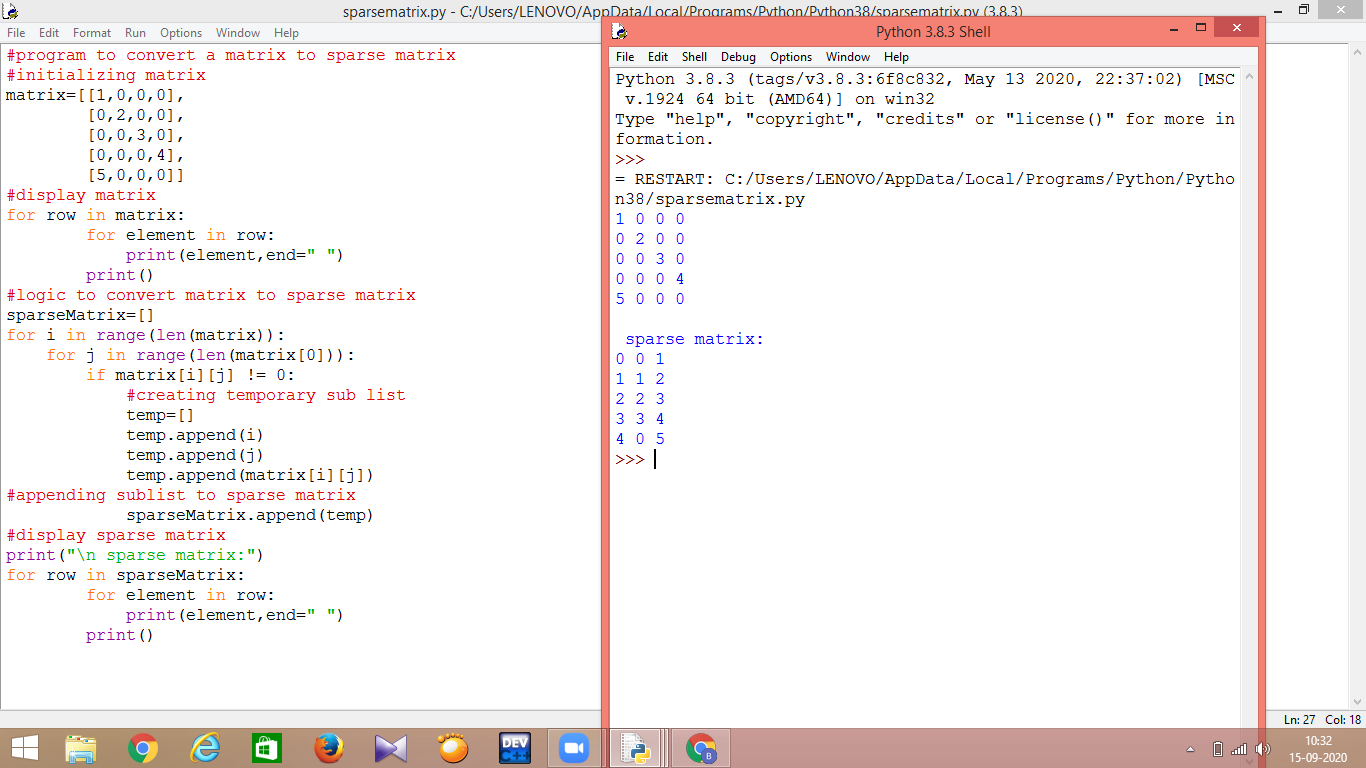 sparsematrix.py - C:/Users/LENOVO/AppData/Local/Programs/Python/Python38/sparsematrix.py (3.8.3)
File Edit Format Run Options Window Help
#program to convert a matrix to sparse matrix
#initializing matrix
matrix=[[1,0,0,0],
[0,2,0,0],
[0,0,3,0],
[0,0,0,4],
[5,0,0,0]]
#display matrix
for row in matrix:
for element in row:
print(element,end=" ")
print()
#logic to convert matrix to sparse matrix
sparseMatrix=[]
for i in range(len(matrix)):
for j in range(len(matrix[0])):
if matrix[i][j] != 0:
#creating temporary sub list
temp=[]
temp.append(i)
temp.append(j)
temp.append(matrix[i][j])
#appending sublist to sparse matrix
sparseMatrix.append(temp)
#display sparse matrix
print("\n sparse matrix:")
for row in sparseMatrix:
for element in row:
print(element,end=" ")
print()
Python 3.8.3 Shell
File Edit Shell Debug Options Window Help
Python 3.8.3 (tags/v3.8.3:6f8c832, May 13 2020, 22:37:02) [MSC
v.1924 64 bit (AMD64)] on win32
Type "help", "copyright", "credits" or "license()" for more in
formation.
>>>
= RESTART: C:/Users/LENOVO/AppData/Local/Programs/Python/Pytho
n38/sparsematrix.py
1 0 0 0
0 2 0 0
0 0 3 0
0 0 0 4
5 0 0 0
sparse matrix:
0 0 1
1 1 2
2 2 3
3 3 4
4 0 5
>>>
Ln: 27 Col: 18
DEV
C++
B
10:32
15-09-2020